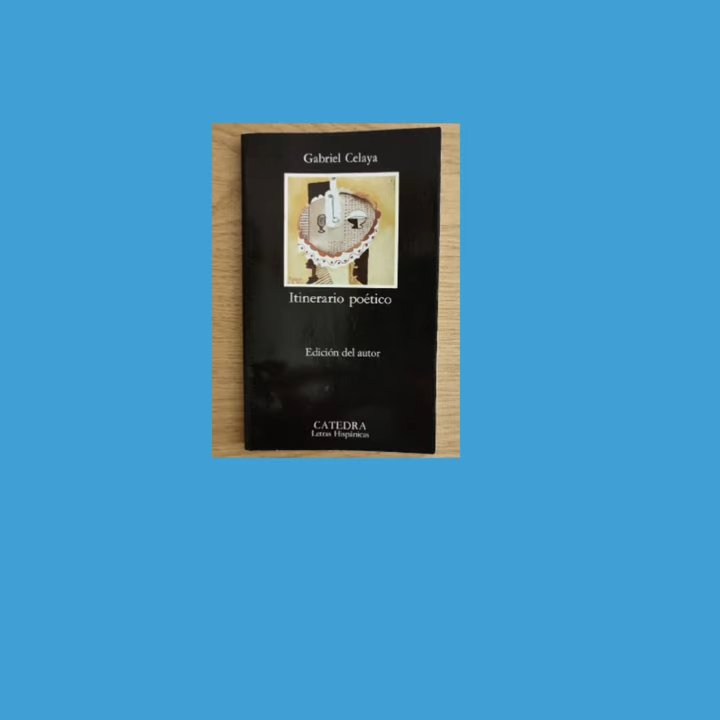 Gabriel Celaya
Itinerario poético
Edición del autor
CATEDRA
Letras Hispánicas